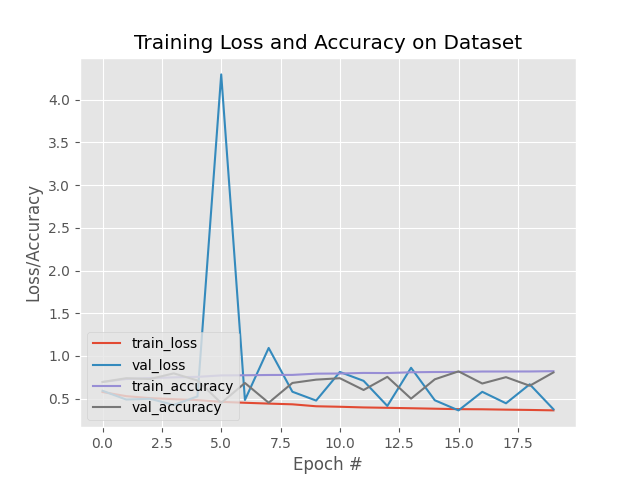 Training Loss and Accuracy on Dataset
Loss/Accuracy
4.0
3.5
3.0
2.5
2.0
1.5
1.0
0.5
train_loss
val_loss
train_accuracy
val_accuracy
0.0 2.5 5.0 7.5 10.0 12.5 15.0 17.5
Epoch #